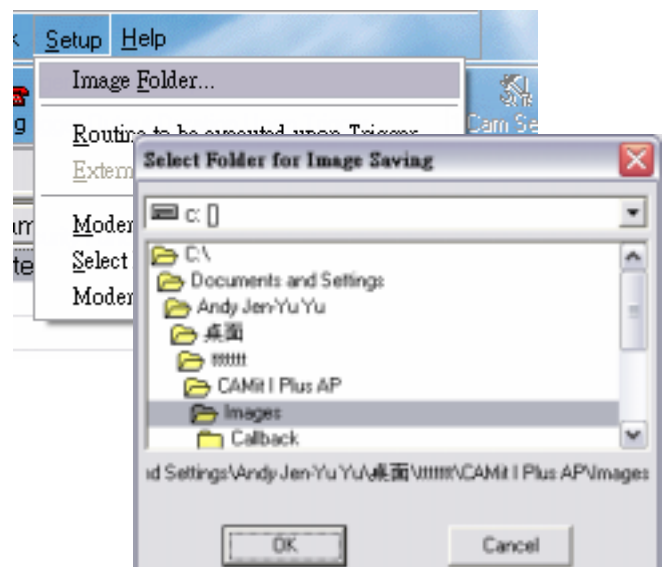 Setup Help
Image Folder...
Cam Se
Routine to be executed upon Trigger
Extern
Select Folder for Image Saving
Moder
c: []
Select
C:\
Moder
Documents and Settings
Andy Jen-Yu Yu
桌面
CAMit I Plus AP
Images
Callback
id Settings\Andy Jen-Yu Yu\桌面\ \CAMit I Plus AP\Images
OK Cancel